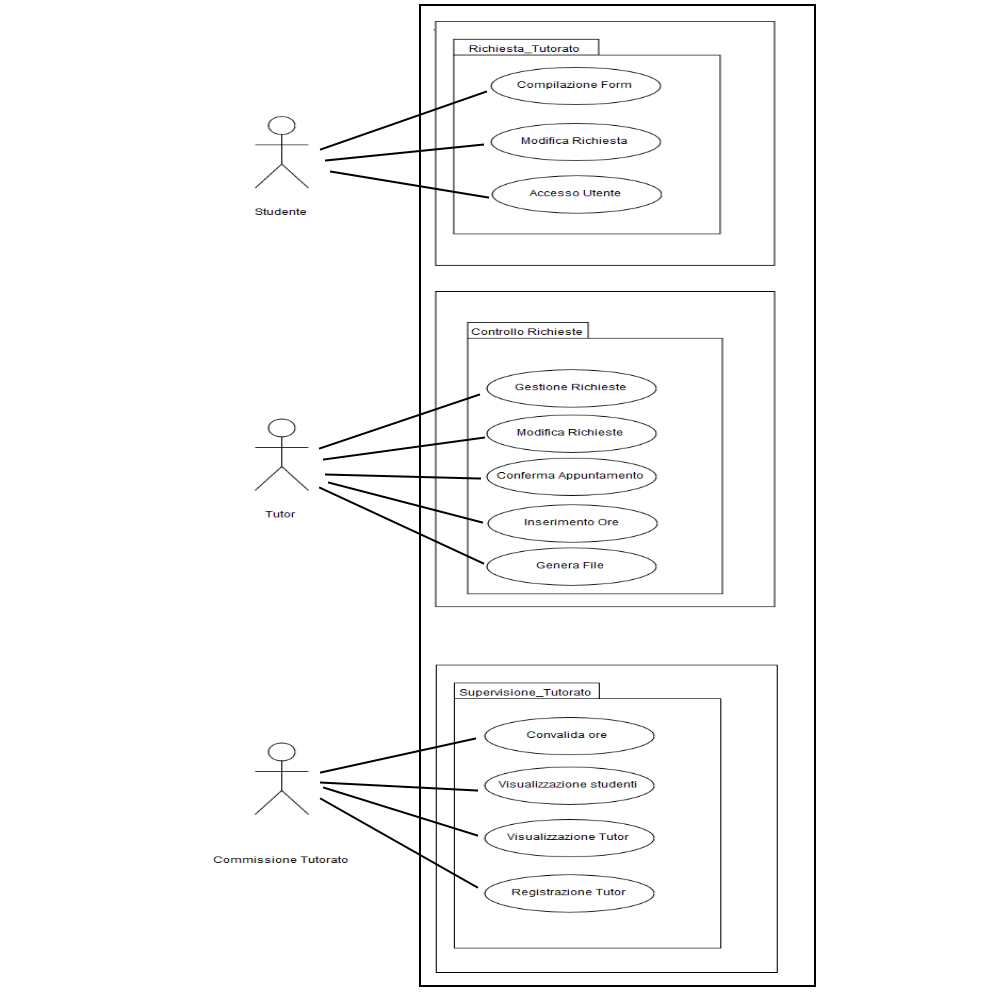 Richiesta_Tutorato
Compilazione Form
Modifica Richiesta
Accesso Utente
Studente
Controllo Richieste
Gestione Richieste
Modifica Richieste
Conferma Appuntamento
Inserimento Ore
Genera File
Tutor
Supervisione_Tutorato
Convalida ore
Visualizzazione studenti
Visualizzazione Tutor
Registrazione Tutor
Commissione Tutorato